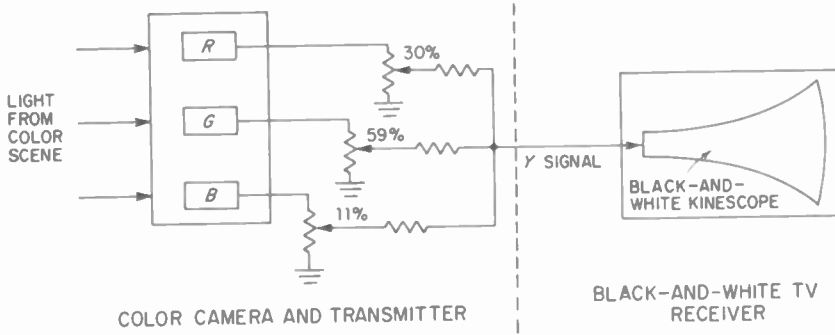 LIGHT
FROM
COLOR
SCENE
R
G
B
30%
59%
11%
Y SIGNAL
BLACK-AND-
WHITE KINESCOPE
COLOR CAMERA AND TRANSMITTER
BLACK-AND-WHITE TV
RECEIVER